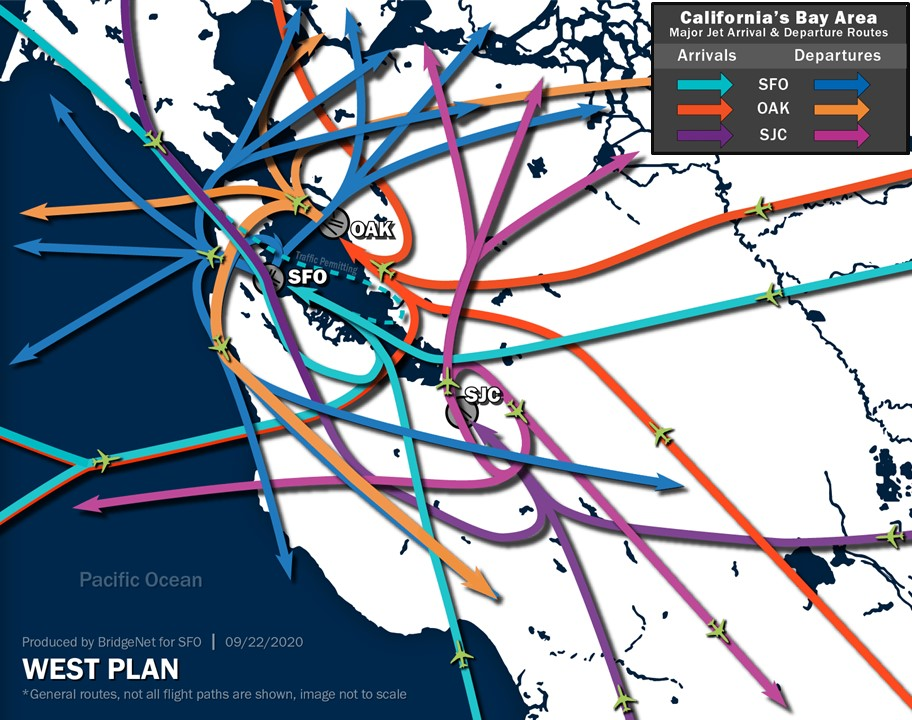 California's Bay Area
Major Jet Arrival & Departure Routes
Arrivals Departures
SFO
OAK
SJC
OAK
Traffic Permitting
SFO
SJC
Pacific Ocean
Produced by BridgeNet for SFO | 09/22/2020
WEST PLAN
*General routes, not all flight paths are shown, image not to scale